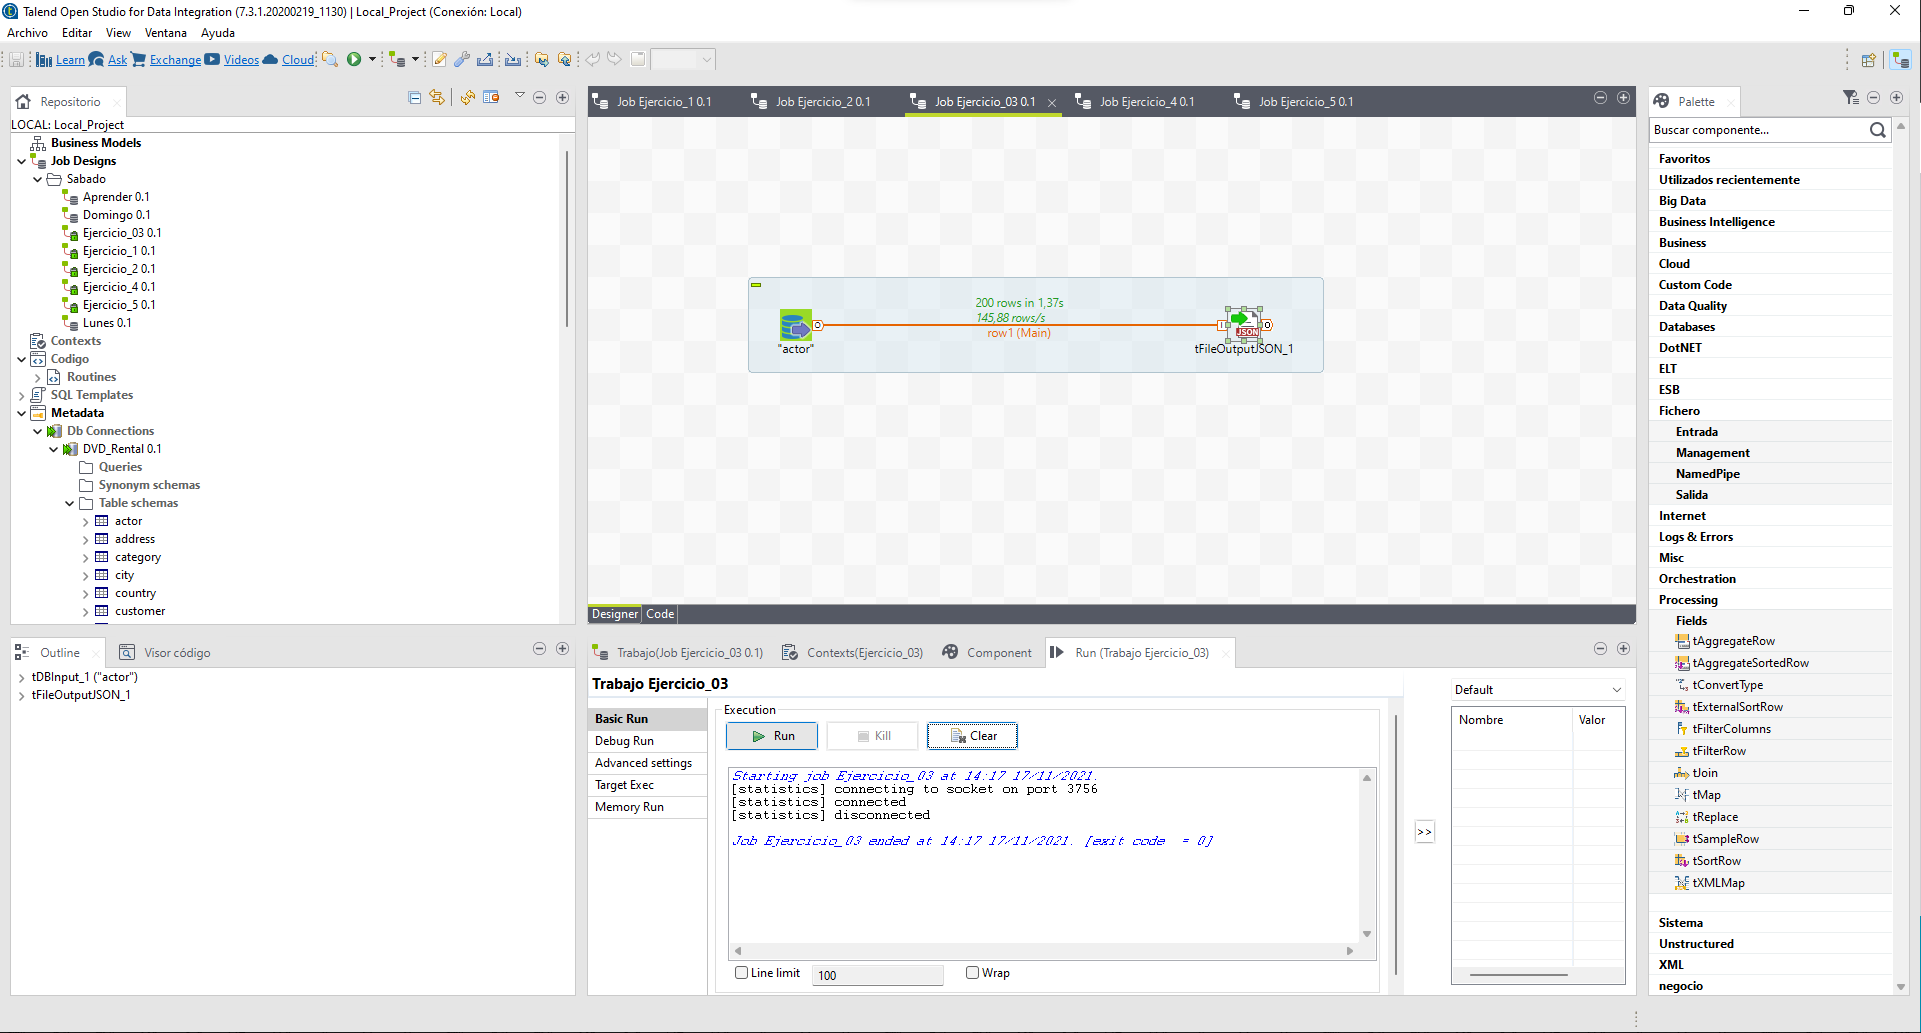 Talend Open Studio for Data Integration (7.3.1.20200219_1130) | Local_Project (Conexión: Local)
Archivo Editar View Ventana Ayuda
Learn Ask Exchange Videos Cloud
Repositorio
LOCAL: Local_Project
Business Models
Job Designs
Sabado
Aprender 0.1
Domingo 0.1
Ejercicio_03 0.1
Ejercicio_1 0.1
Ejercicio_2 0.1
Ejercicio_4 0.1
Ejercicio_5 0.1
Lunes 0.1
Contexts
Codigo
Routines
SQL Templates
Metadata
Db Connections
DVD_Rental 0.1
Queries
Synonym schemas
Table schemas
actor
address
category
city
country
customer
Outline Visor código
tDBInput_1 ("actor")
tFileOutputJSON_1
Job Ejercicio_1 0.1 Job Ejercicio_2 0.1 Job Ejercicio_03 0.1 Job Ejercicio_4 0.1 Job Ejercicio_5 0.1
200 rows in 1,37s
145,88 rows/s
row1 (Main)
JSON
"actor"
tFileOutputJSON_1
Designer Code
Trabajo(Job Ejercicio_03 0.1) Contexts(Ejercicio_03) Component Run (Trabajo Ejercicio_03)
Trabajo Ejercicio_03
Basic Run
Debug Run
Advanced settings
Target Exec
Memory Run
Execution
Run Kill Clear
Starting job Ejercicio_03 at 14:17 17/11/2021.
[statistics] connecting to socket on port 3756
[statistics] connected
[statistics] disconnected
Job Ejercicio_03 ended at 14:17 17/11/2021. [exit code  = 0]
Line limit 100 Wrap
>>
Default
Nombre Valor
Palette
Buscar componente...
Favoritos
Utilizados recientemente
Big Data
Business Intelligence
Business
Cloud
Custom Code
Data Quality
Databases
DotNET
ELT
ESB
Fichero
Entrada
Management
NamedPipe
Salida
Internet
Logs & Errors
Misc
Orchestration
Processing
Fields
tAggregateRow
tAggregateSortedRow
tConvertType
tExternalSortRow
tFilterColumns
tFilterRow
tJoin
tMap
tReplace
tSampleRow
tSortRow
tXMLMap
Sistema
Unstructured
XML
negocio